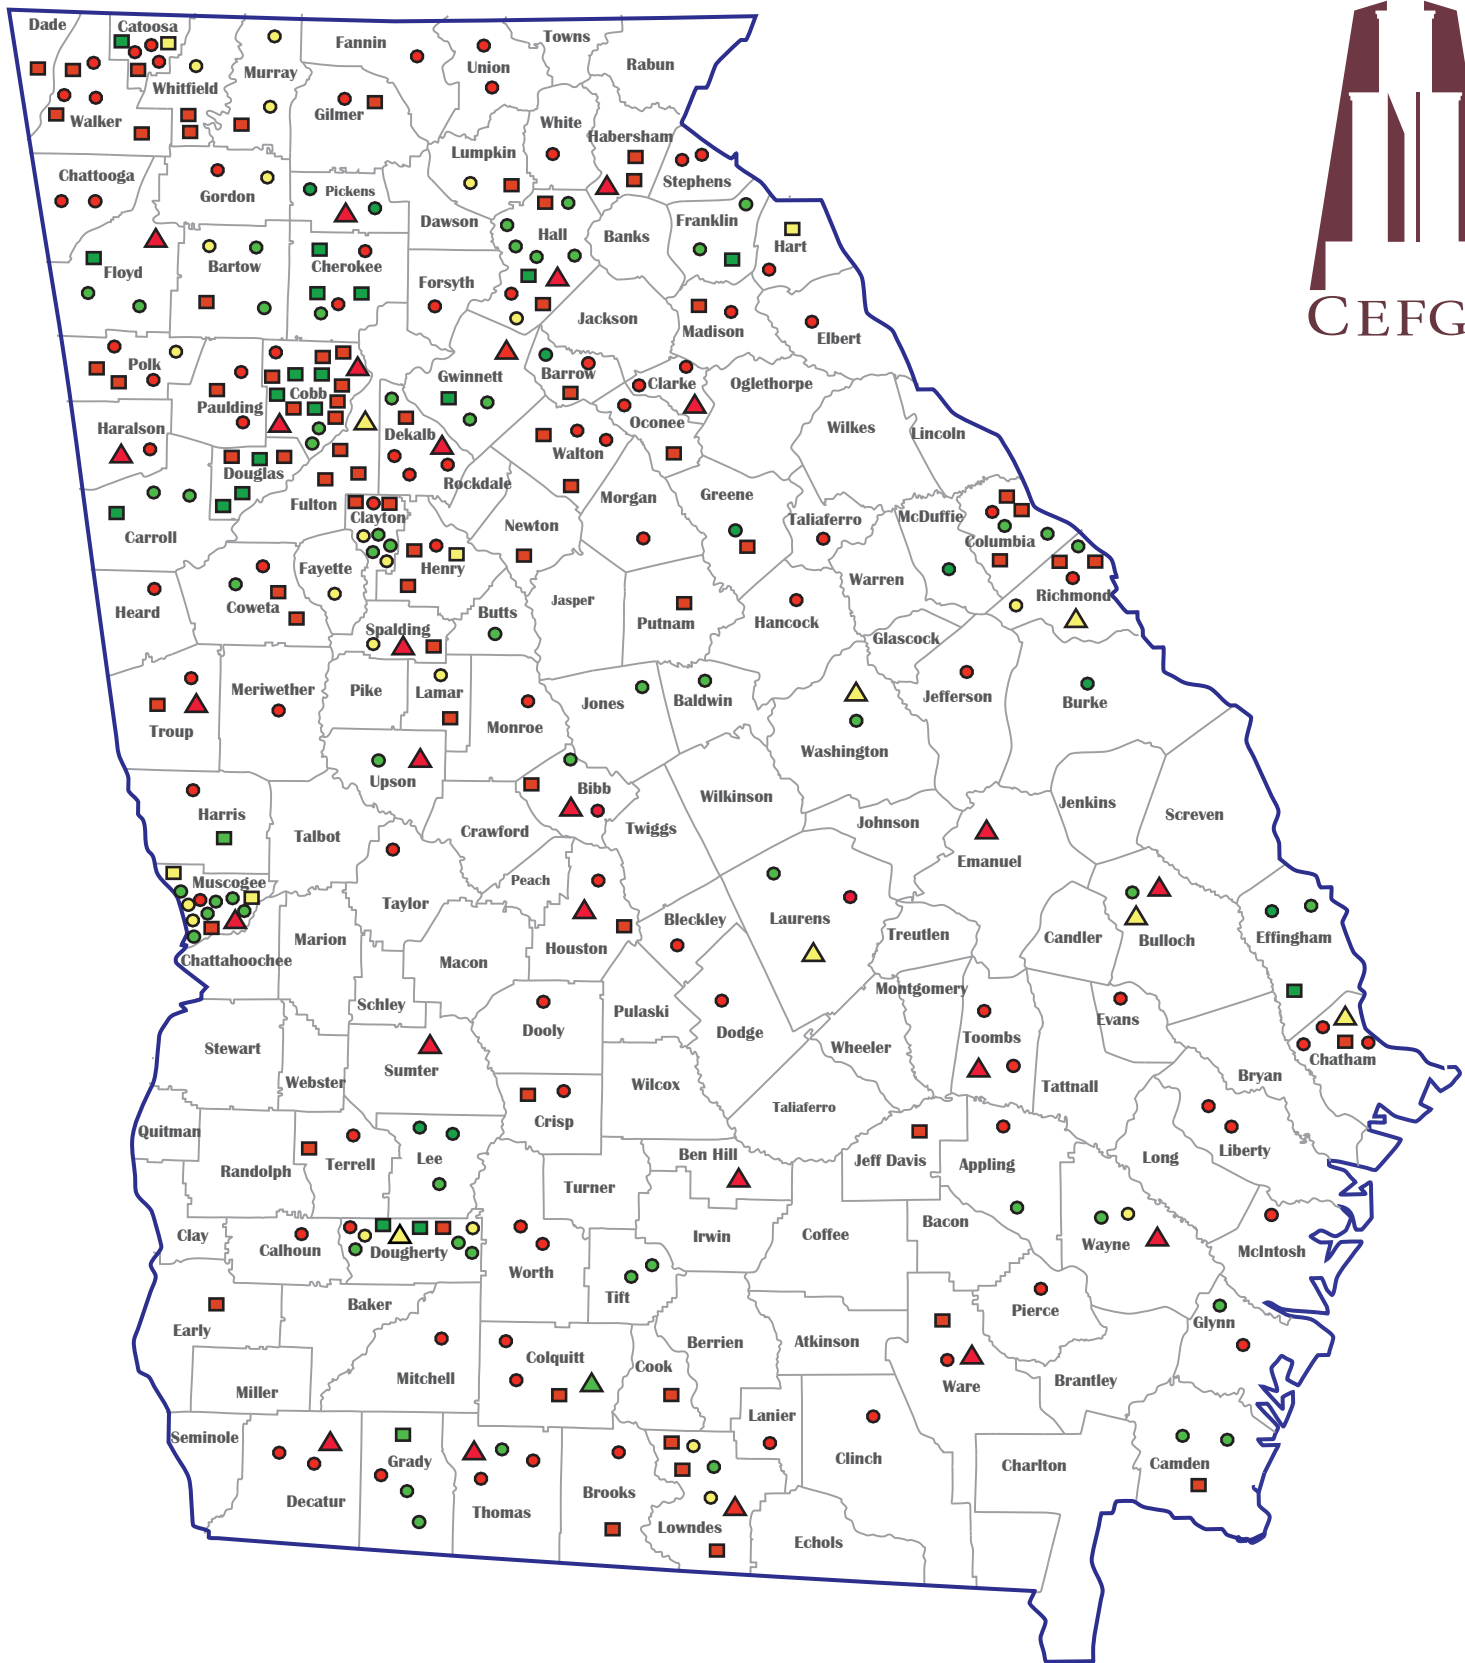 Dade
Catoosa
Fannin
Towns
Union
Rabun
Murray
Whitfield
CEFG
Gilmer
Walker
White
Habersham
Lumpkin
Chattooga
Stephens
Gordon
Pickens
Dawson
Franklin
Hall
Banks
Hart
Floyd
Bartow
Cherokee
Forsyth
Jackson
Madison
Elbert
Polk
Gwinnett
Barrow
Clarke
Oglethorpe
Cobb
Paulding
Haralson
Dekalb
Oconee
Wilkes
Lincoln
Walton
Douglas
Rockdale
Fulton
Morgan
Greene
Clayton
Newton
Taliaferro
McDuffie
Columbia
Carroll
Fayette
Henry
Warren
Heard
Coweta
Butts
Jasper
Putnam
Hancock
Richmond
Spalding
Glascock
Meriwether
Pike
Lamar
Jones
Baldwin
Jefferson
Burke
Troup
Monroe
Washington
Upson
Bibb
Wilkinson
Jenkins
Harris
Talbot
Crawford
Twiggs
Johnson
Screven
Emanuel
Muscogee
Peach
Taylor
Bleckley
Laurens
Marion
Houston
Treutlen
Candler
Bulloch
Effingham
Chattahoochee
Macon
Montgomery
Schley
Pulaski
Evans
Dooly
Dodge
Toombs
Stewart
Wheeler
Chatham
Sumter
Webster
Wilcox
Tattnall
Bryan
Taliaferro
Crisp
Quitman
Ben Hill
Jeff Davis
Appling
Long
Liberty
Randolph
Terrell
Lee
Turner
Clay
Calhoun
Dougherty
Irwin
Coffee
Bacon
Wayne
McIntosh
Worth
Tift
Baker
Pierce
Early
Glynn
Berrien
Atkinson
Colquitt
Cook
Mitchell
Ware
Brantley
Miller
Lanier
Seminole
Grady
Clinch
Charlton
Camden
Decatur
Thomas
Brooks
Lowndes
Echols